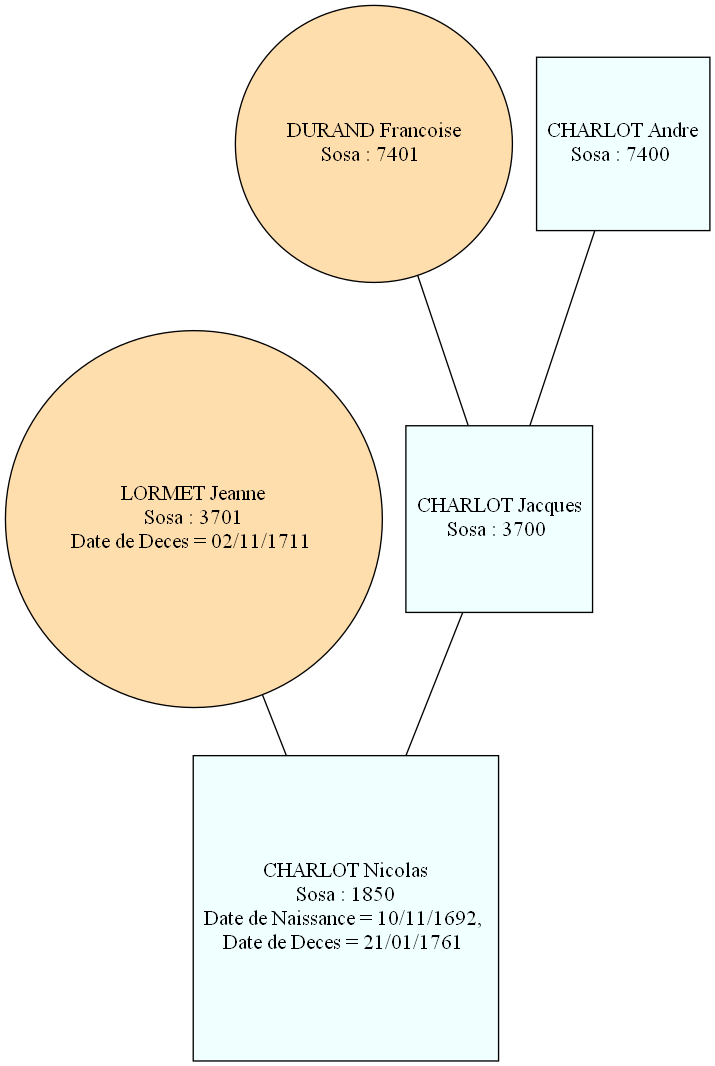 DURAND Francoise
Sosa : 7401
CHARLOT Andre
Sosa : 7400
LORMET Jeanne
Sosa : 3701
Date de Deces = 02/11/1711
CHARLOT Jacques
Sosa : 3700
CHARLOT Nicolas
Sosa : 1850
Date de Naissance = 10/11/1692,
Date de Deces = 21/01/1761